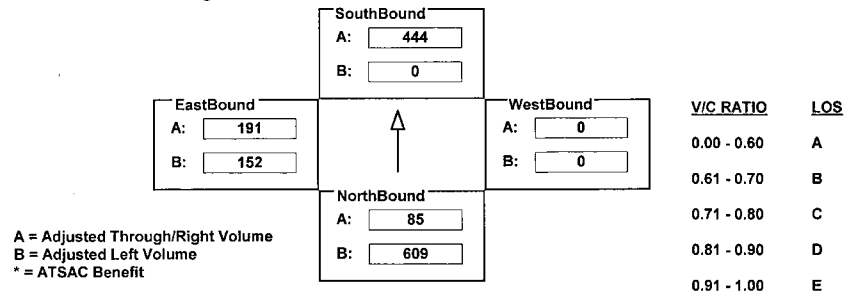 SouthBound
A: 444
B: 0
EastBound
A: 191
B: 152
WestBound
A: 0
B: 0
NorthBound
A: 85
B: 609
A = Adjusted Through/Right Volume
B = Adjusted Left Volume
* = ATSAC Benefit
V/C RATIO LOS
0.00 - 0.60 A
0.61 - 0.70 B
0.71 - 0.80 C
0.81 - 0.90 D
0.91 - 1.00 E